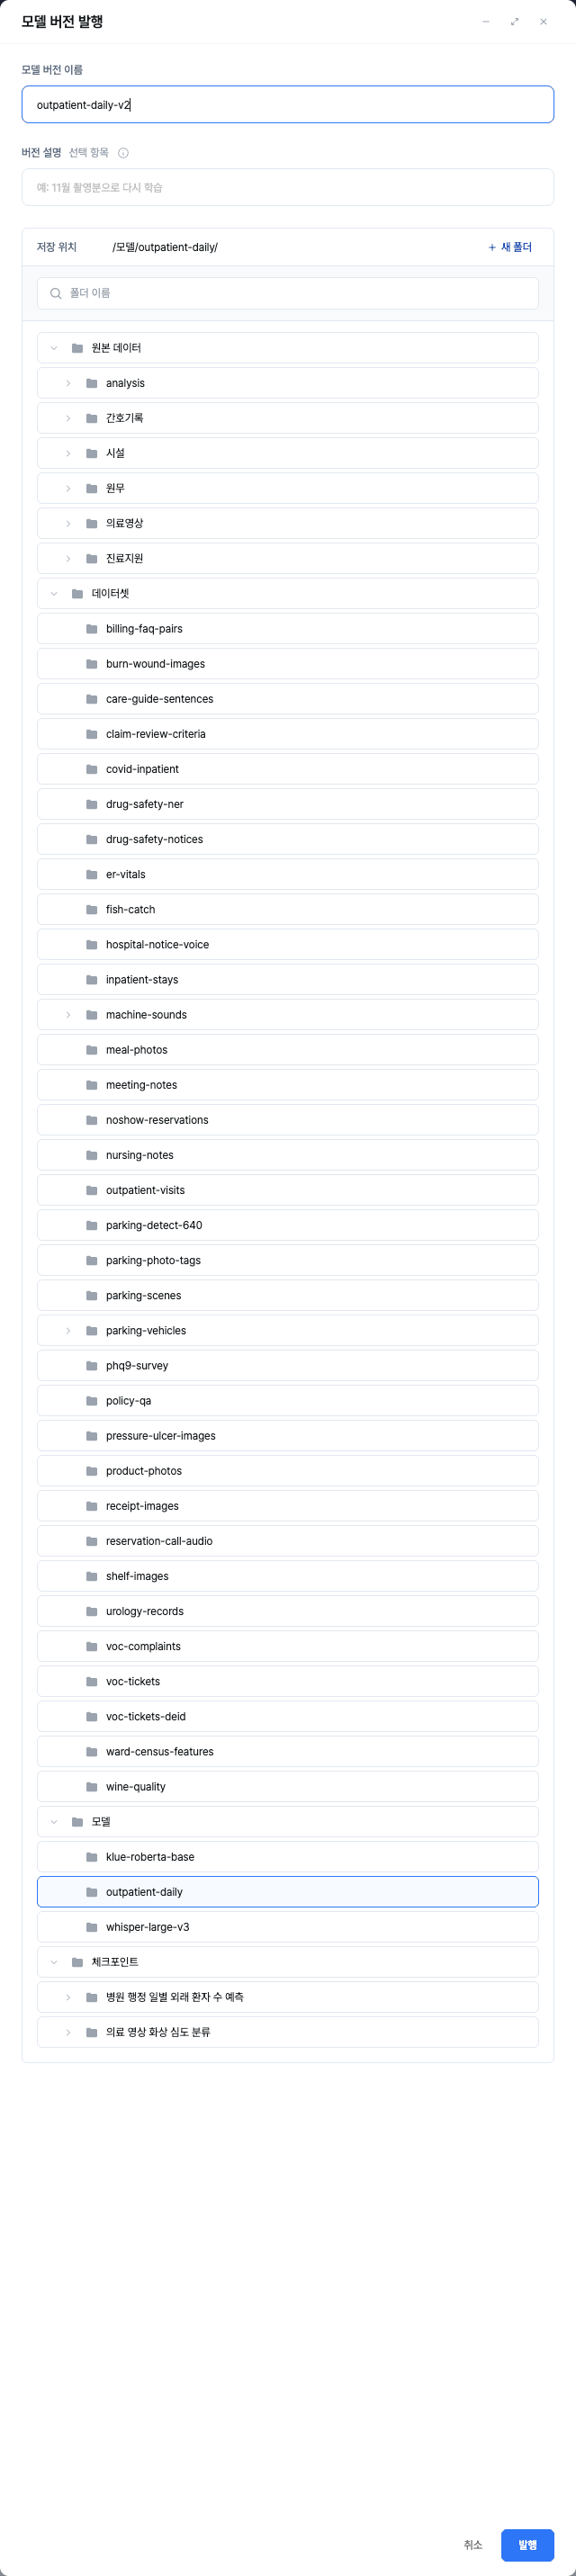 모델 버전 발행
모델 버전 이름
outpatient-daily-v2
버전 설명 선택 항목
예: 11월 촬영분으로 다시 학습
저장 위치 /모델/outpatient-daily/ + 새 폴더
폴더 이름
원본 데이터
analysis
간호기록
시설
원무
의료영상
진료지원
데이터셋
billing-faq-pairs
burn-wound-images
care-guide-sentences
claim-review-criteria
covid-inpatient
drug-safety-ner
drug-safety-notices
er-vitals
fish-catch
hospital-notice-voice
inpatient-stays
machine-sounds
meal-photos
meeting-notes
noshow-reservations
nursing-notes
outpatient-visits
parking-detect-640
parking-photo-tags
parking-scenes
parking-vehicles
phq9-survey
policy-qa
pressure-ulcer-images
product-photos
receipt-images
reservation-call-audio
shelf-images
urology-records
voc-complaints
voc-tickets
voc-tickets-deid
ward-census-features
wine-quality
모델
klue-roberta-base
outpatient-daily
whisper-large-v3
체크포인트
병원 행정 일별 외래 환자 수 예측
의료 영상 화상 심도 분류
취소 발행